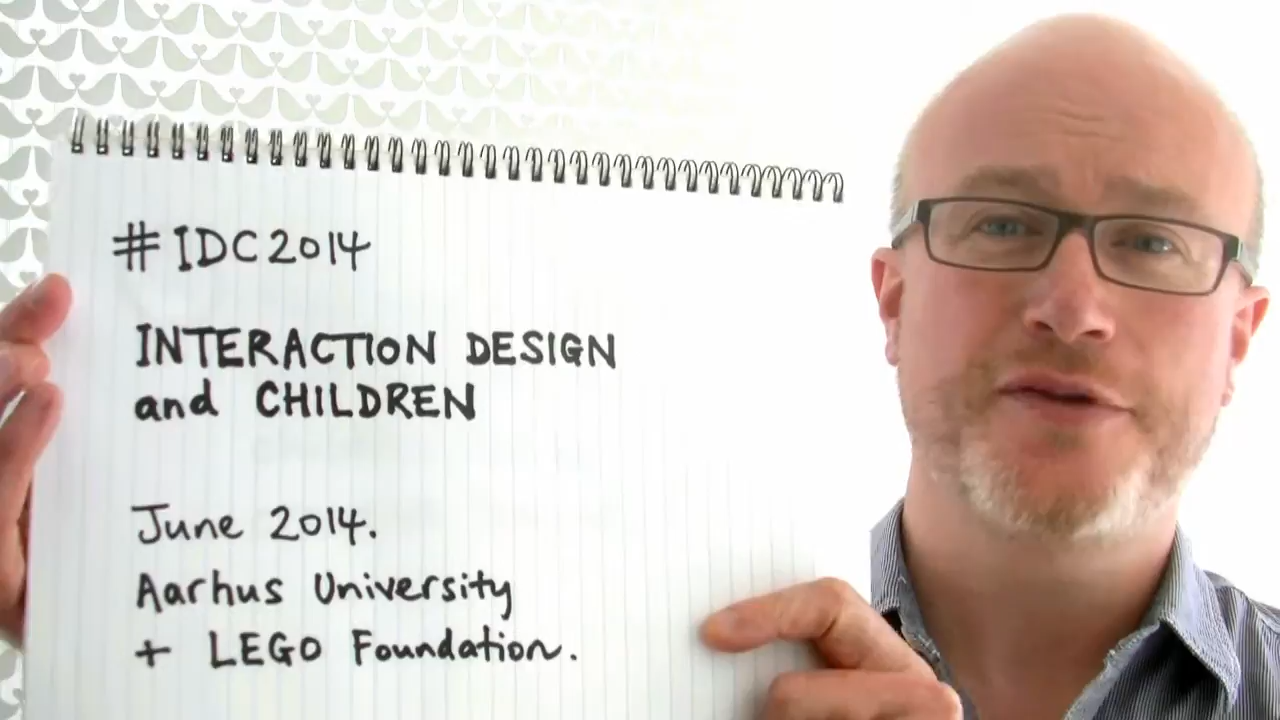 #IDC2014
INTERACTION DESIGN
and CHILDREN
June 2014.
Aarhus University
+ LEGO Foundation.